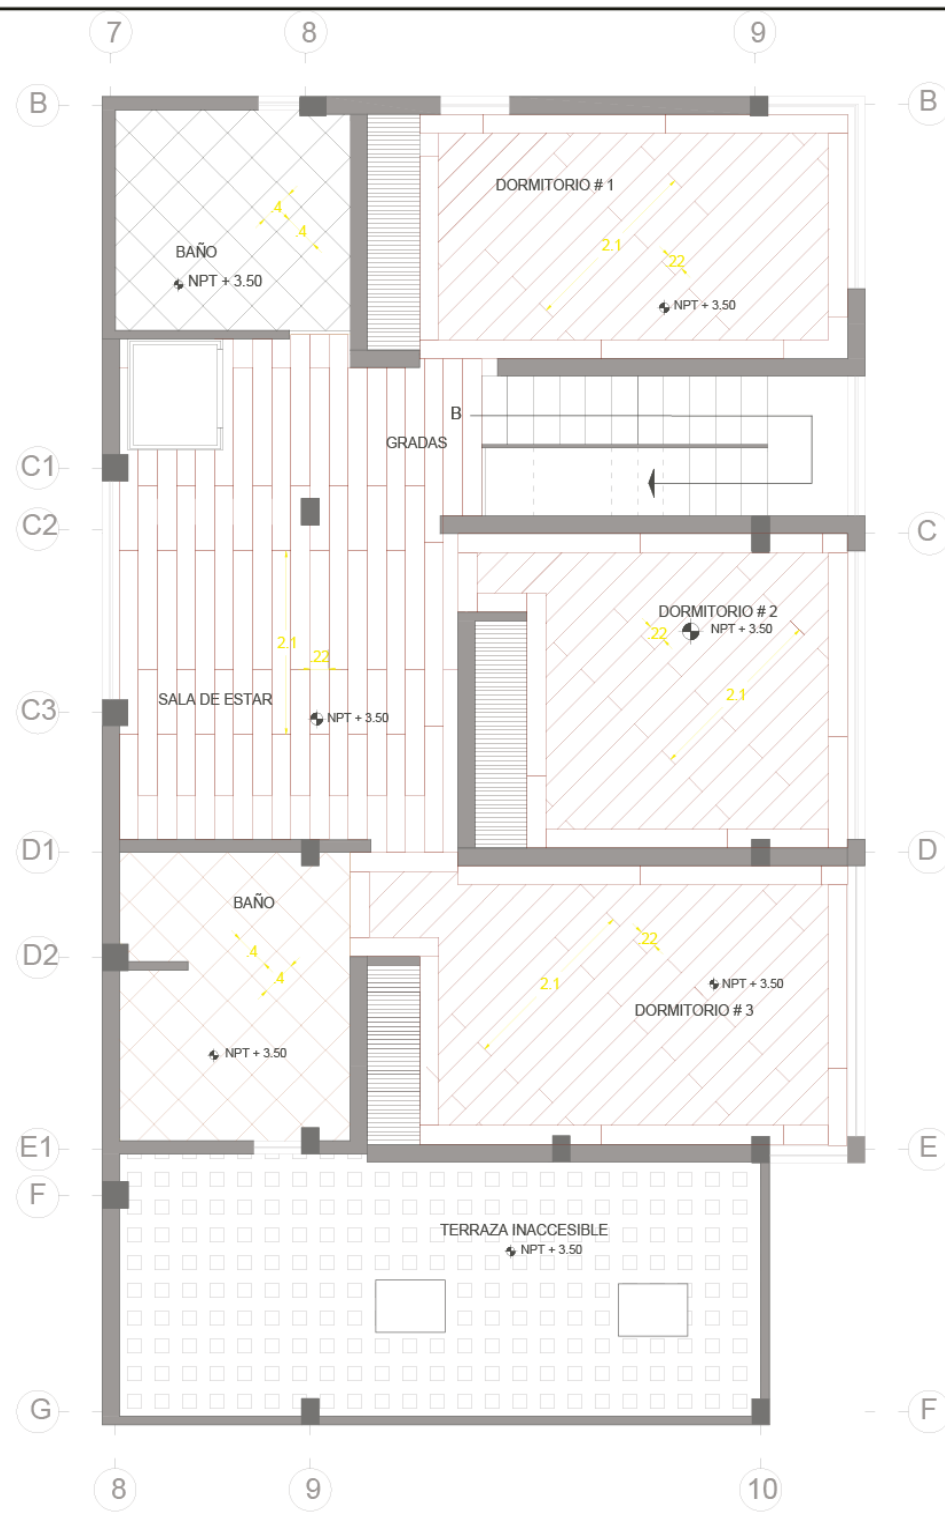 7 8 9
B B
DORMITORIO # 1
.4
.4
2.1
.22
BAÑO
NPT + 3.50
NPT + 3.50
B
GRADAS
C1
C2 C
DORMITORIO # 2
NPT + 3.50
.22
2.1
.22
2.1
SALA DE ESTAR
NPT + 3.50
C3
D1 D
BAÑO
.22
.4
.4
2.1
D2
NPT + 3.50
DORMITORIO # 3
NPT + 3.50
E1 E
F
TERRAZA INACCESIBLE
NPT + 3.50
G F
8 9 10